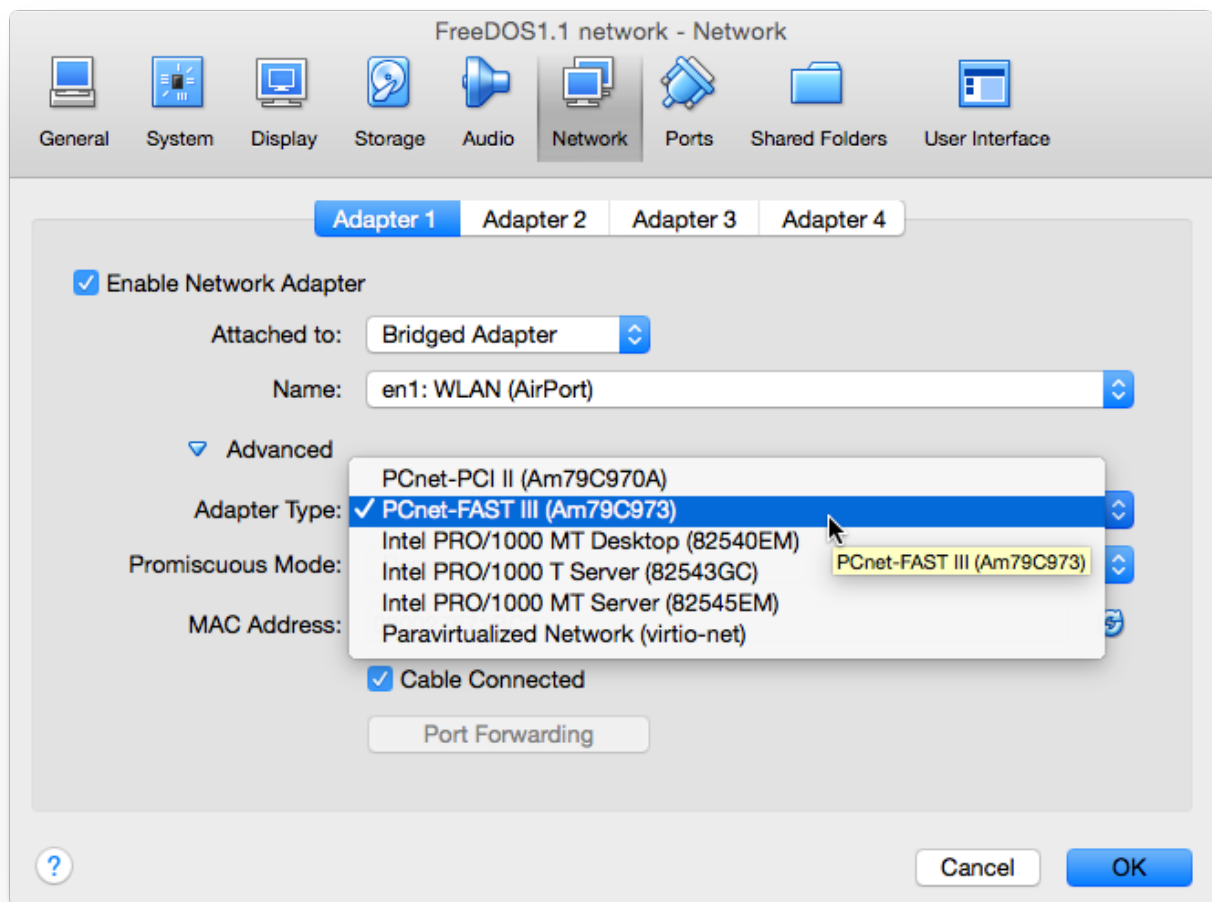 FreeDOS1.1 network - Network
General System Display Storage Audio Network Ports Shared Folders User Interface
Adapter 1 Adapter 2 Adapter 3 Adapter 4
Enable Network Adapter
Attached to: Bridged Adapter
Name: en1: WLAN (AirPort)
Advanced
PCnet-PCI II (Am79C970A)
Adapter Type: PCnet-FAST III (Am79C973)
Intel PRO/1000 MT Desktop (82540EM)
PCnet-FAST III (Am79C973)
Promiscuous Mode: Intel PRO/1000 T Server (82543GC)
Intel PRO/1000 MT Server (82545EM)
MAC Address: Paravirtualized Network (virtio-net)
Cable Connected
Port Forwarding
? Cancel OK